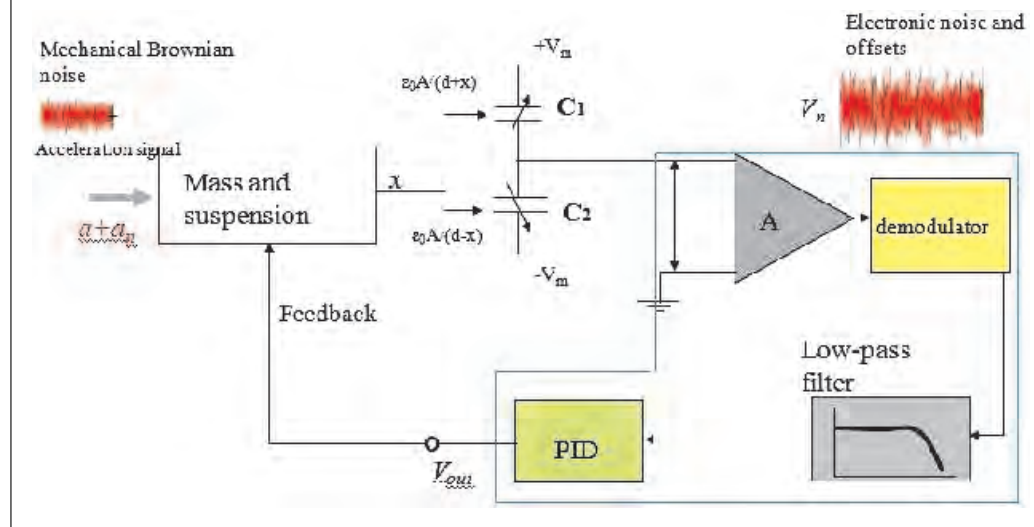 Mechanical Brownian
noise
Acceleration signal
a+aₙ
Mass and
suspension
x
Feedback
+Vₘ
ε₀A/(d+x)
C₁
C₂
ε₀A/(d-x)
-Vₘ
Electronic noise and
offsets
Vₙ
A
demodulator
Low-pass
filter
PID
Vout